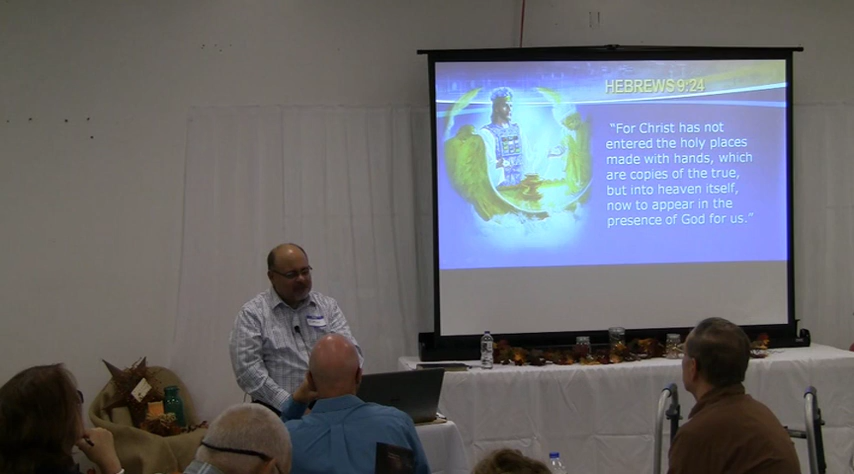 HEBREWS 9:24
“For Christ has not
entered the holy places
made with hands, which
are copies of the true,
but into heaven itself,
now to appear in the
presence of God for us.”